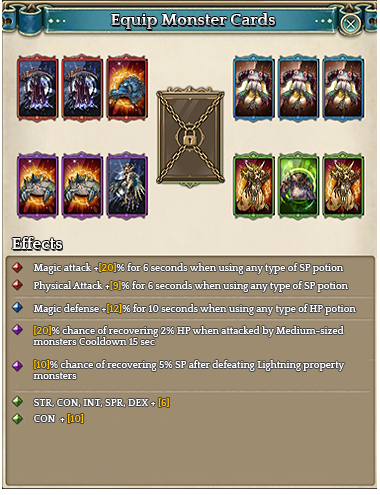 Equip Monster Cards
Effects
Magic attack +[20]% for 6 seconds when using any type of SP potion
Physical Attack +[9]% for 6 seconds when using any type of SP potion
Magic defense +[12]% for 10 seconds when using any type of HP potion
[20]% chance of recovering 2% HP when attacked by Medium-sized
monsters Cooldown 15 sec
[10]% chance of recovering 5% SP after defeating Lightning property
monsters
STR, CON, INT, SPR, DEX + [6]
CON + [10]